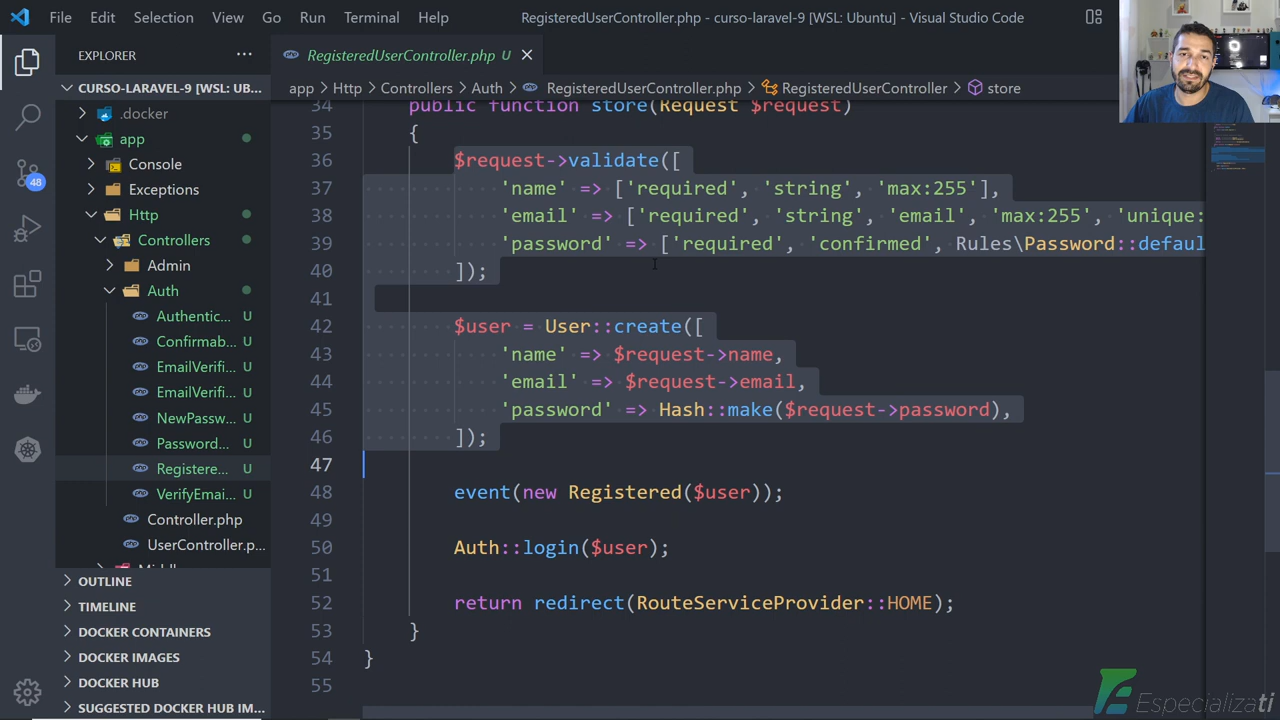 File Edit Selection View Go Run Terminal Help RegisteredUserController.php - curso-laravel-9 [WSL: Ubuntu] - Visual Studio Code
EXPLORER ...
CURSO-LARAVEL-9 [WSL: UB...
.docker
app
Console
Exceptions
Http
Controllers
Admin
Auth
Authentic... U
Confirmab... U
EmailVerifi... U
EmailVerifi... U
NewPassw... U
Password... U
Registere... U
VerifyEmai... U
Controller.php
UserController.p...
OUTLINE
TIMELINE
DOCKER CONTAINERS
DOCKER IMAGES
DOCKER HUB
SUGGESTED DOCKER HUB IM...
48
RegisteredUserController.php U
app > Http > Controllers > Auth > RegisteredUserController.php > RegisteredUserController > store
34 public function store(Request $request)
35 {
36 $request->validate([
37 'name' => ['required', 'string', 'max:255'],
38 'email' => ['required', 'string', 'email', 'max:255', 'unique:
39 'password' => ['required', 'confirmed', Rules\Password::defaul
40 ]);
41
42 $user = User::create([
43 'name' => $request->name,
44 'email' => $request->email,
45 'password' => Hash::make($request->password),
46 ]);
47
48 event(new Registered($user));
49
50 Auth::login($user);
51
52 return redirect(RouteServiceProvider::HOME);
53 }
54 }
55
Especializati